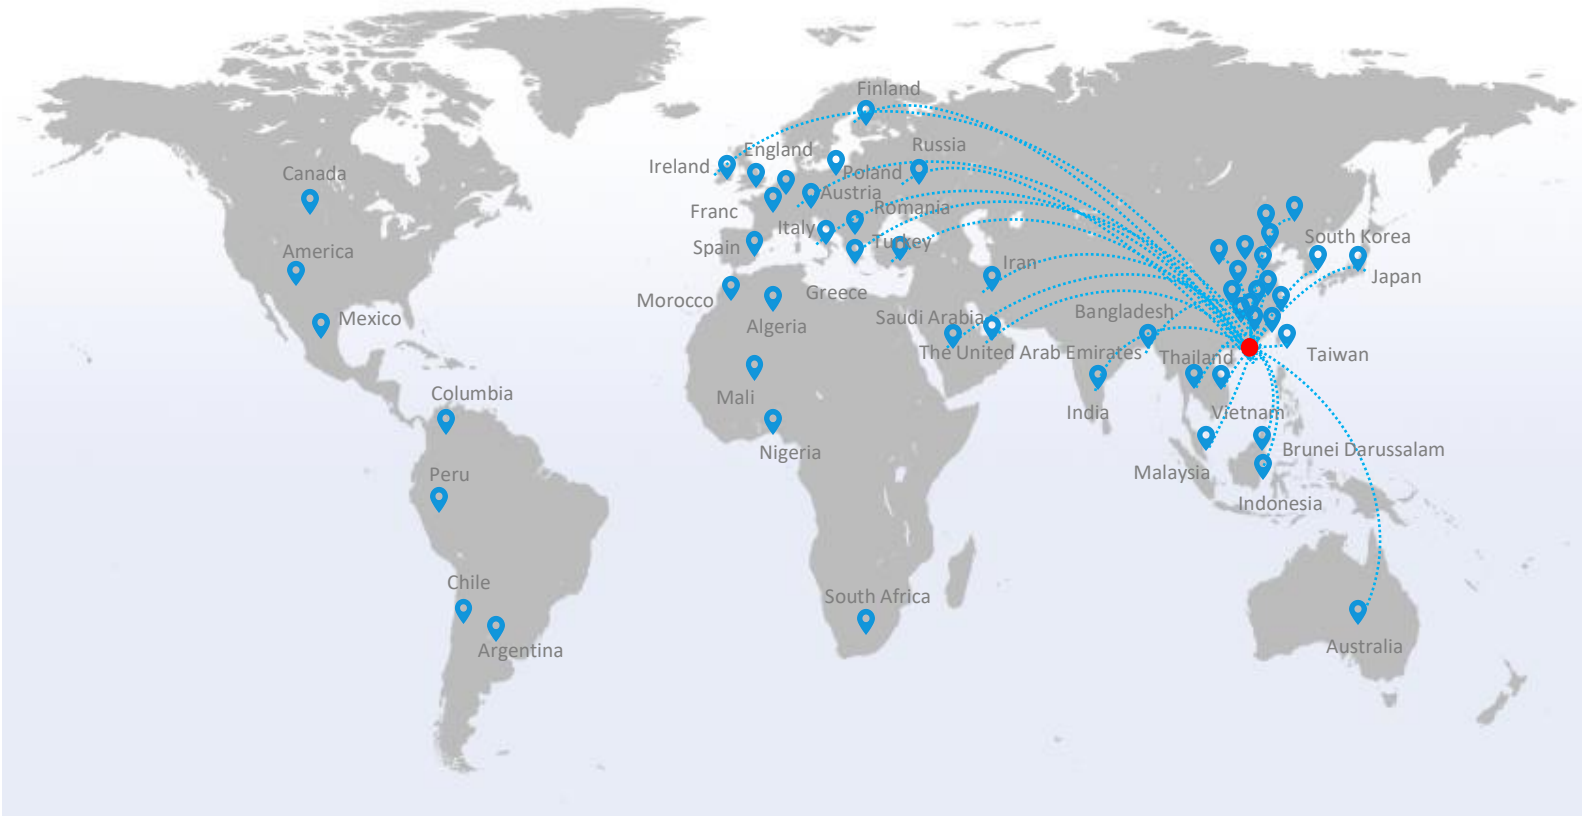 Finland
England
Russia
Ireland
Poland
Canada
Austria
Franc
Romania
Italy
South Korea
Spain
Turkey
America
Iran
Japan
Greece
Morocco
Bangladesh
Saudi Arabia
Mexico
Algeria
The United Arab Emirates
Thailand
Taiwan
Mali
Columbia
India
Vietnam
Nigeria
Brunei Darussalam
Malaysia
Peru
Indonesia
Chile
South Africa
Argentina
Australia